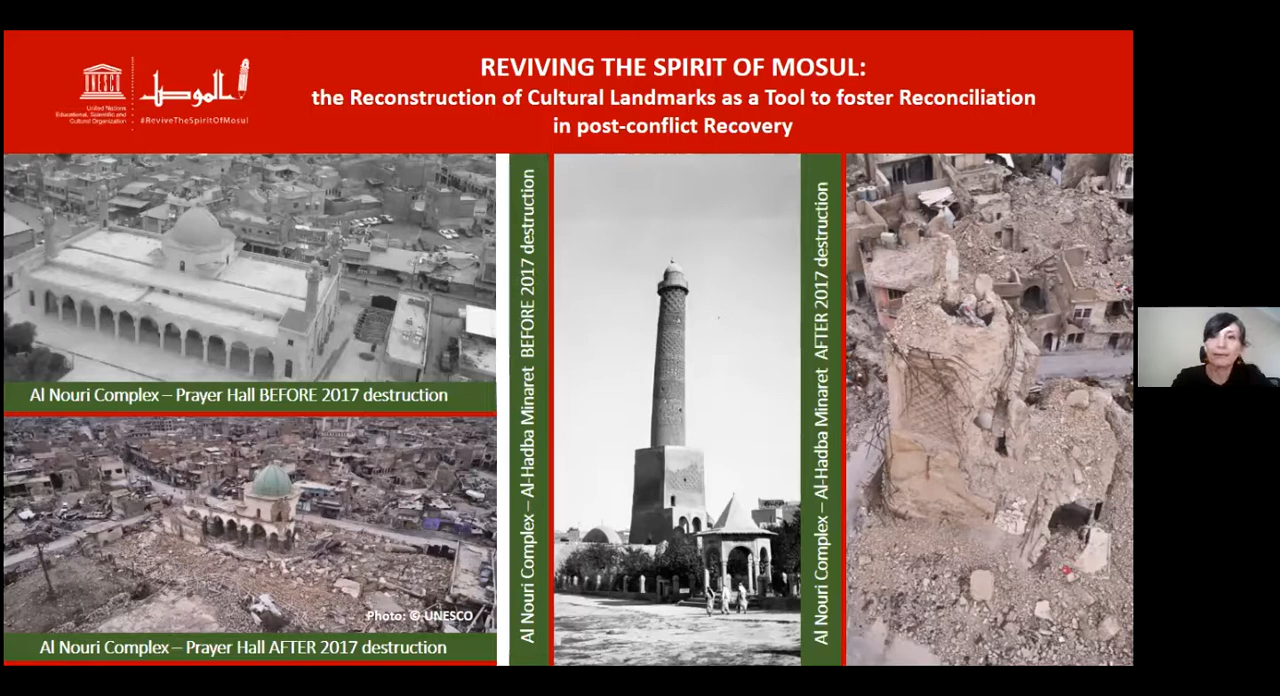 REVIVING THE SPIRIT OF MOSUL:
the Reconstruction of Cultural Landmarks as a Tool to foster Reconciliation
in post-conflict Recovery
UNESCO
United Nations
Educational, Scientific and
Cultural Organization
الموصل
#ReviveTheSpiritOfMosul
Al Nouri Complex – Prayer Hall BEFORE 2017 destruction
Photo: © UNESCO
Al Nouri Complex – Prayer Hall AFTER 2017 destruction
Al Nouri Complex – Al-Hadba Minaret BEFORE 2017 destruction
Al Nouri Complex – Al-Hadba Minaret AFTER 2017 destruction